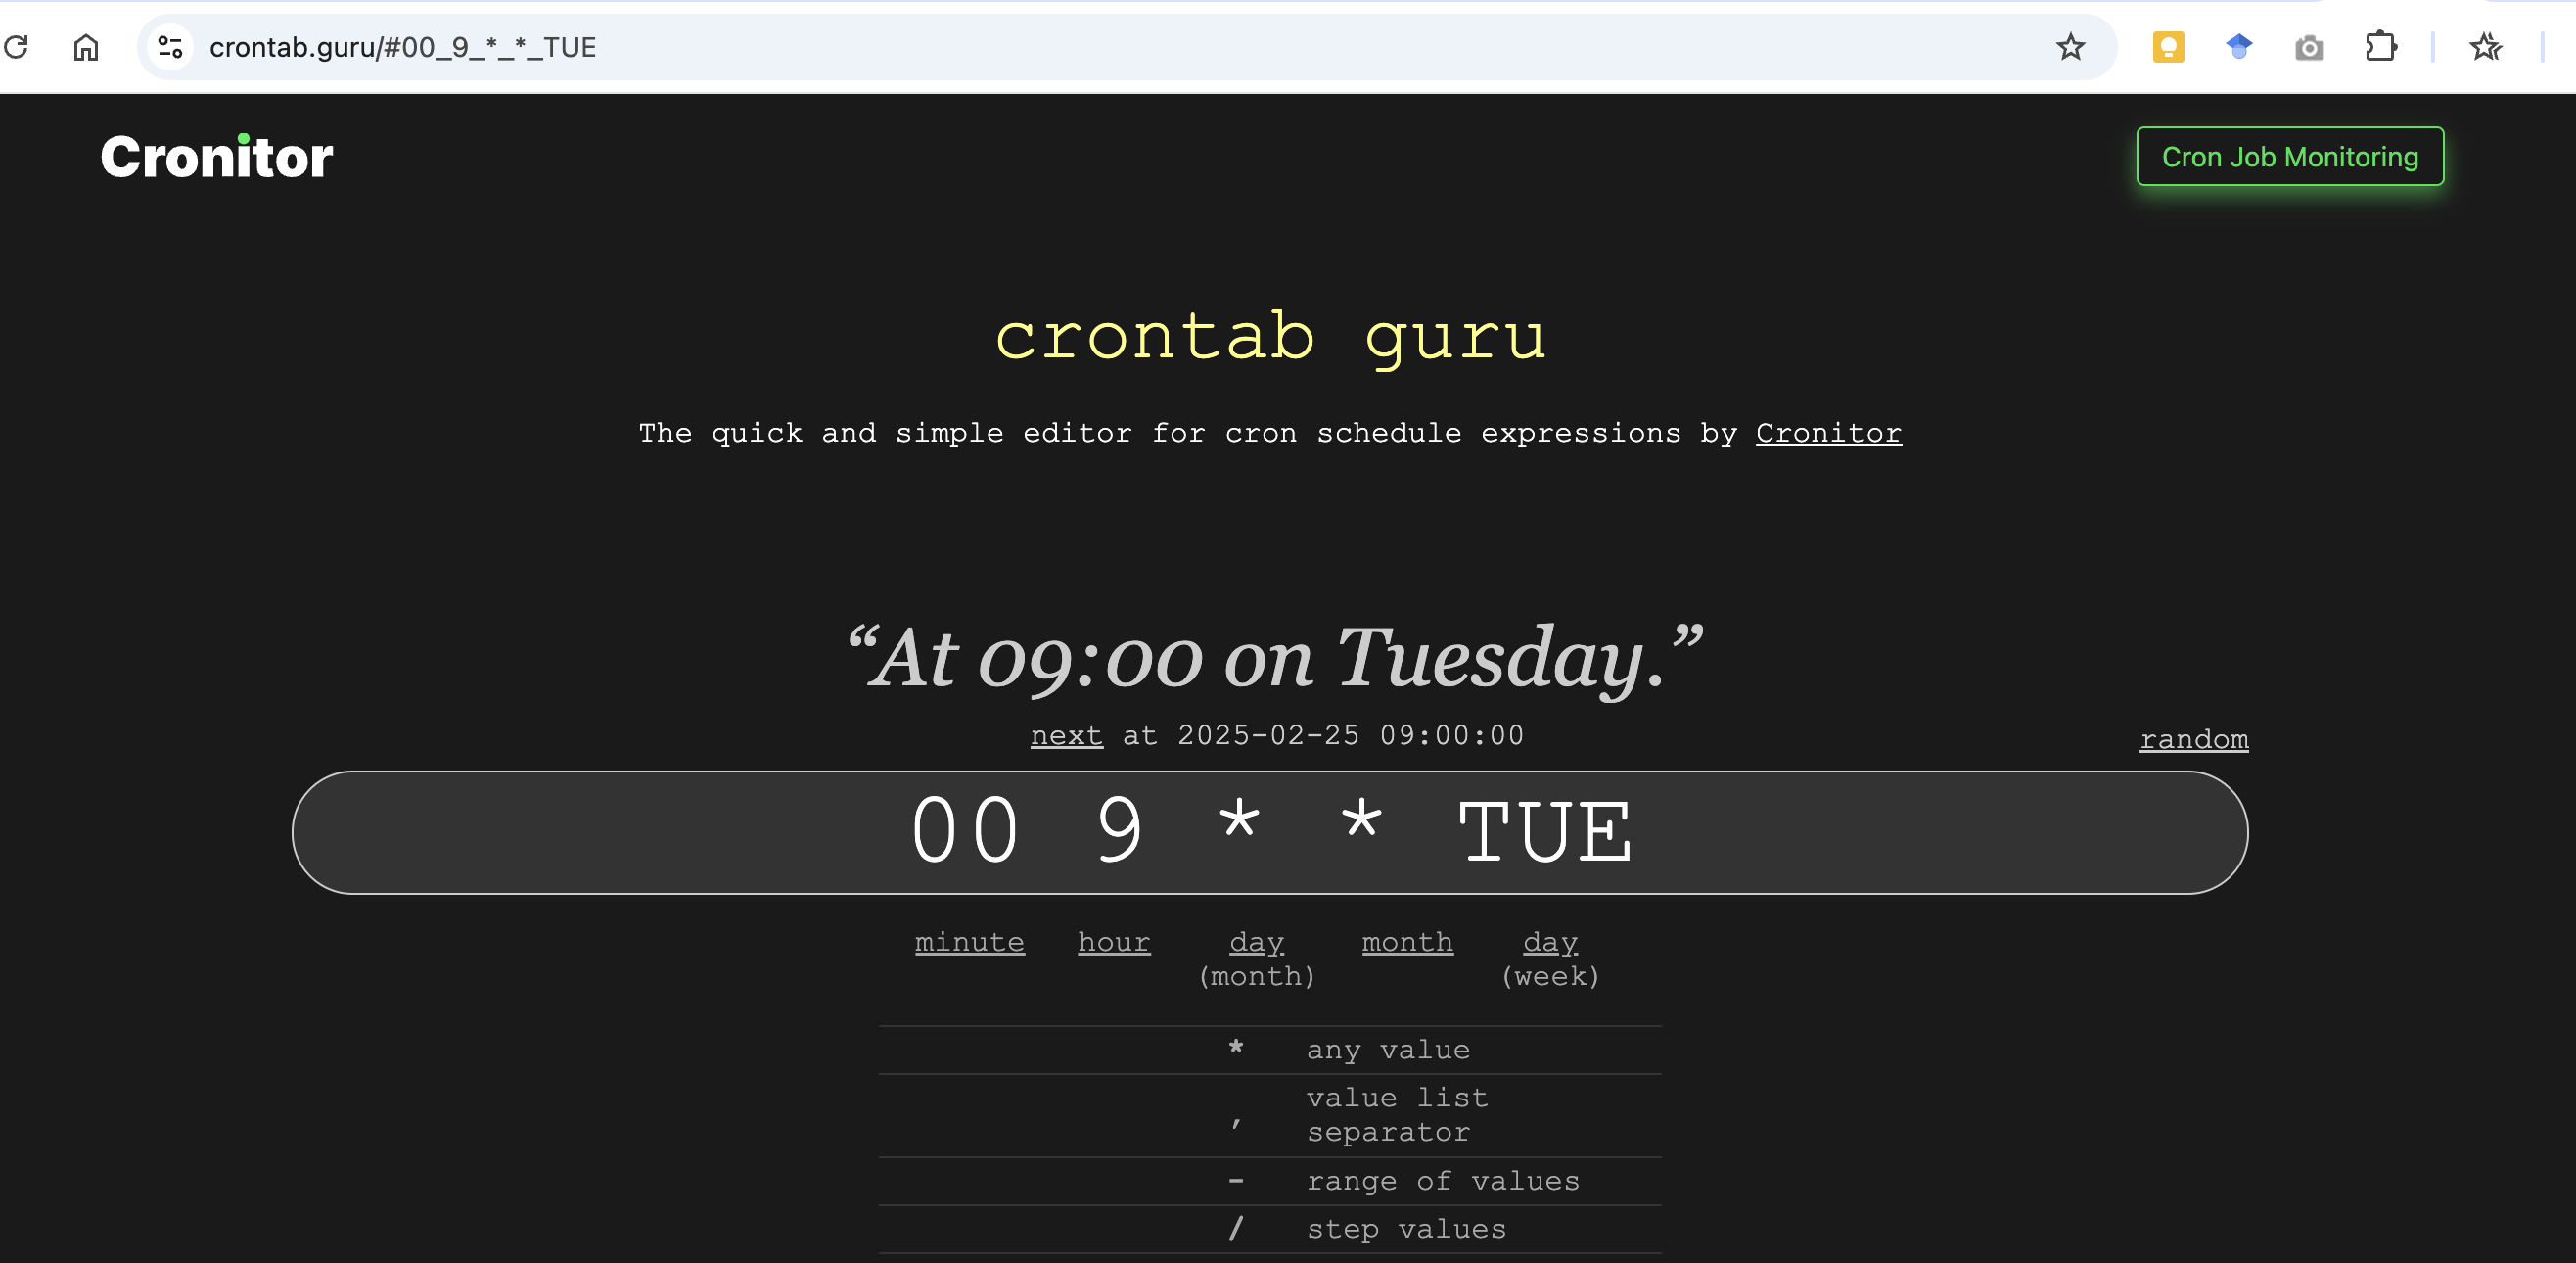 crontab.guru/#00_9_*_*_TUE
Cronitor
Cron Job Monitoring
crontab guru
The quick and simple editor for cron schedule expressions by Cronitor
“At 09:00 on Tuesday.”
next at 2025-02-25 09:00:00
random
00 9 * * TUE
minute hour day month day
(month) (week)
* any value
, value list
separator
- range of values
/ step values